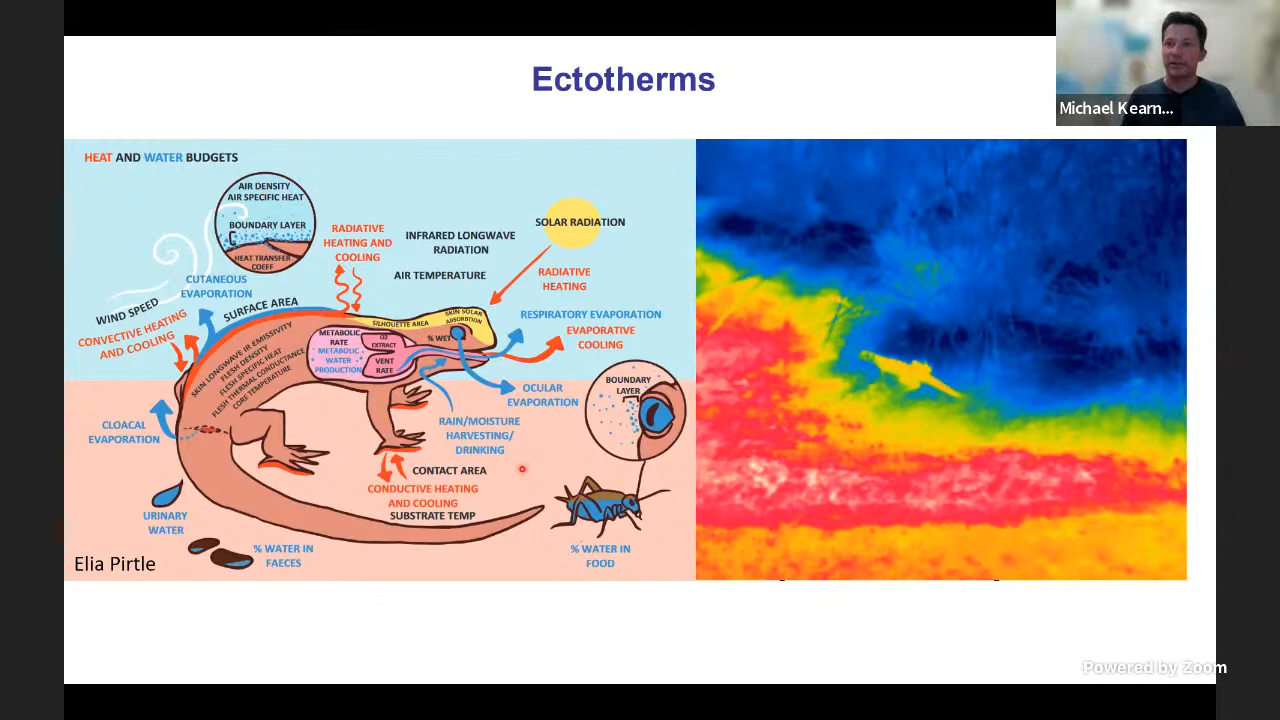 Ectotherms
Michael Kearn...
HEAT AND WATER BUDGETS
AIR DENSITY
AIR SPECIFIC HEAT
BOUNDARY LAYER
HEAT TRANSFER
COEFF
RADIATIVE
HEATING AND
COOLING
INFRARED LONGWAVE
RADIATION
AIR TEMPERATURE
SOLAR RADIATION
RADIATIVE
HEATING
CUTANEOUS
EVAPORATION
WIND SPEED
SURFACE AREA
CONVECTIVE HEATING
AND COOLING
SILHOUETTE AREA
SKIN SOLAR
ABSORBTION
% WET
RESPIRATORY EVAPORATION
EVAPORATIVE
COOLING
METABOLIC
RATE
METABOLIC
WATER
PRODUCTION
O2
EXTRACT
VENT
RATE
SKIN LONGWAVE IR EMISSIVITY
FLESH DENSITY
FLESH SPECIFIC HEAT
FLESH THERMAL CONDUCTANCE
CORE TEMPERATURE
OCULAR
EVAPORATION
BOUNDARY
LAYER
CLOACAL
EVAPORATION
RAIN/MOISTURE
HARVESTING/
DRINKING
CONTACT AREA
CONDUCTIVE HEATING
AND COOLING
SUBSTRATE TEMP
URINARY
WATER
% WATER IN
FAECES
% WATER IN
FOOD
Elia Pirtle
Powered by Zoom